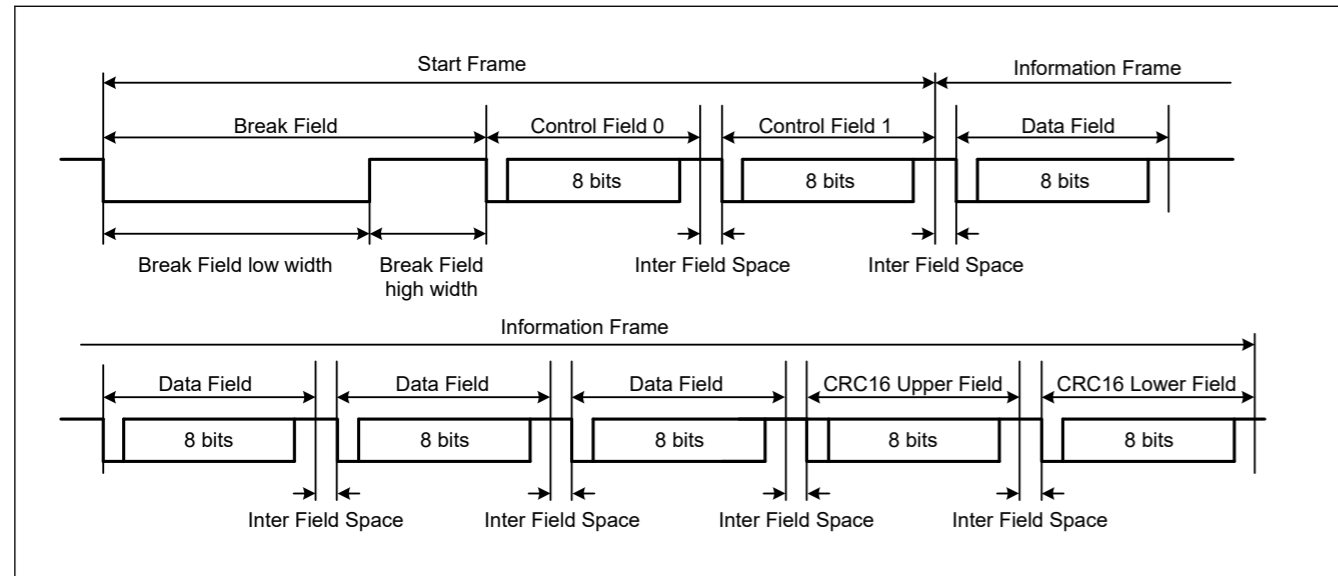 Start Frame
Information Frame
Break Field
Control Field 0
Control Field 1
Data Field
8 bits
8 bits
8 bits
Break Field low width
Break Field
high width
Inter Field Space
Inter Field Space
Information Frame
Data Field
Data Field
Data Field
CRC16 Upper Field
CRC16 Lower Field
8 bits
8 bits
8 bits
8 bits
8 bits
Inter Field Space
Inter Field Space
Inter Field Space
Inter Field Space